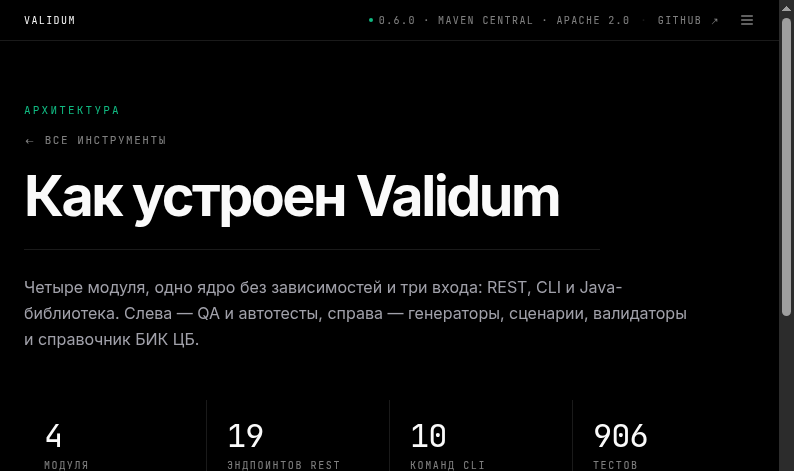 VALIDUM
0.6.0 · MAVEN CENTRAL · APACHE 2.0 · GITHUB ↗
АРХИТЕКТУРА
← ВСЕ ИНСТРУМЕНТЫ
Как устроен Validum
Четыре модуля, одно ядро без зависимостей и три входа: REST, CLI и Java-
библиотека. Слева — QA и автотесты, справа — генераторы, сценарии, валидаторы
и справочник БИК ЦБ.
4 19 10 906
МОДУЛЯ ЭНДПОИНТОВ REST КОМАНД CLI ТЕСТОВ